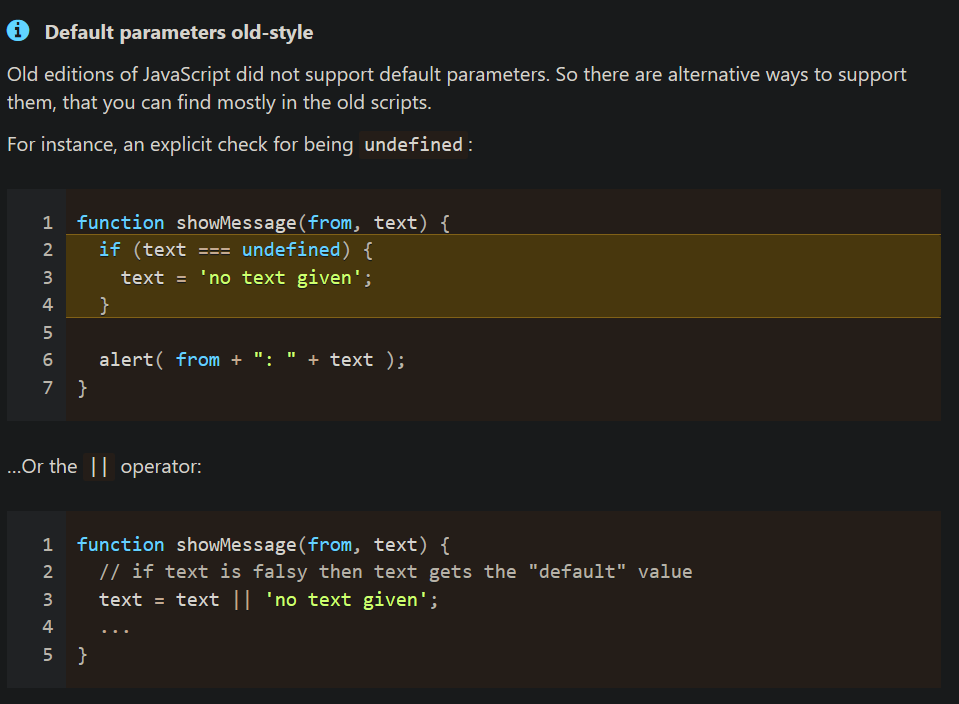 Default parameters old-style
Old editions of JavaScript did not support default parameters. So there are alternative ways to support
them, that you can find mostly in the old scripts.
For instance, an explicit check for being undefined:
1 function showMessage(from, text) {
2   if (text === undefined) {
3     text = 'no text given';
4   }
5
6   alert( from + ": " + text );
7 }
…Or the || operator:
1 function showMessage(from, text) {
2   // if text is falsy then text gets the "default" value
3   text = text || 'no text given';
4   ...
5 }